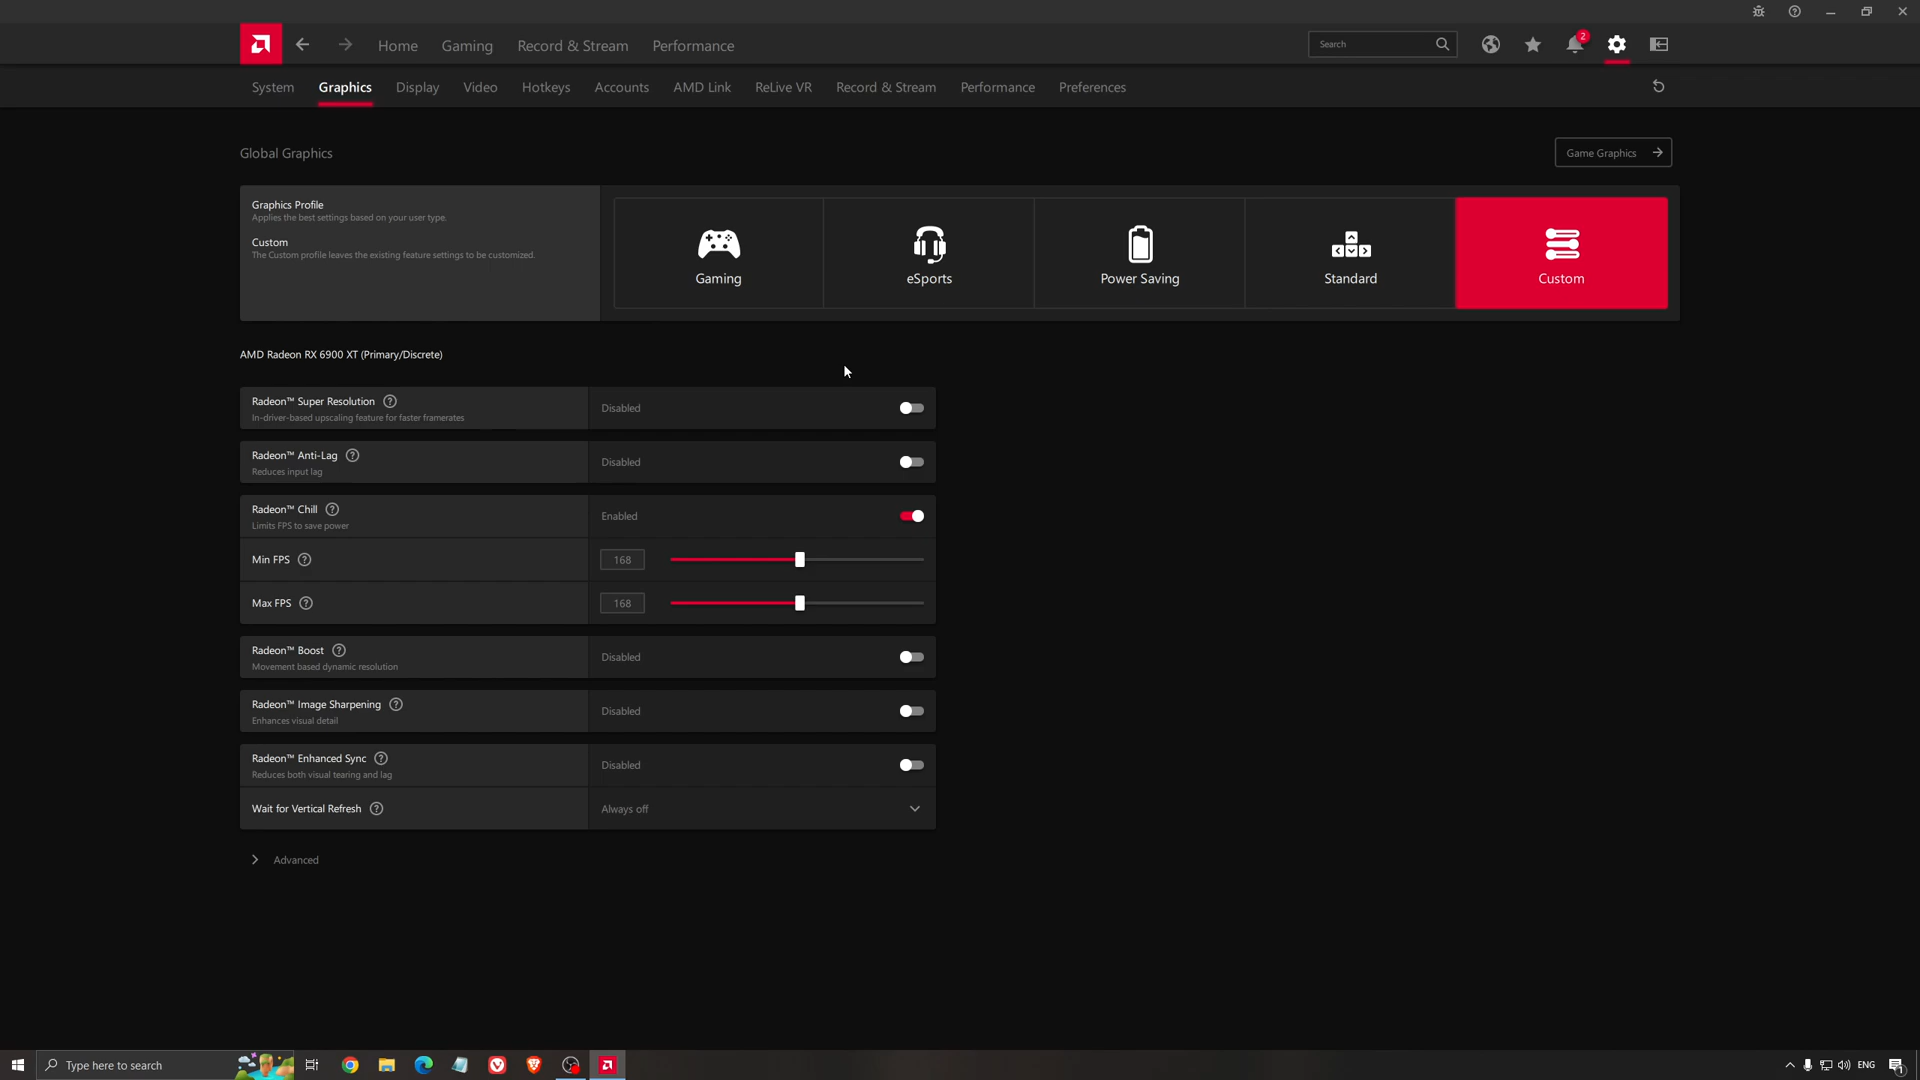 Home
Gaming
Record & Stream
Performance
Search
2
System
Graphics
Display
Video
Hotkeys
Accounts
AMD Link
ReLive VR
Record & Stream
Performance
Preferences
Global Graphics
Game Graphics
Graphics Profile
Applies the best settings based on your user type.
Custom
The Custom profile leaves the existing feature settings to be customized.
Gaming
eSports
Power Saving
Standard
Custom
AMD Radeon RX 6900 XT (Primary/Discrete)
Radeon™ Super Resolution
In-driver-based upscaling feature for faster framerates
Disabled
Radeon™ Anti-Lag
Reduces input lag
Disabled
Radeon™ Chill
Limits FPS to save power
Enabled
Min FPS
168
Max FPS
168
Radeon™ Boost
Movement based dynamic resolution
Disabled
Radeon™ Image Sharpening
Enhances visual detail
Disabled
Radeon™ Enhanced Sync
Reduces both visual tearing and lag
Disabled
Wait for Vertical Refresh
Always off
Advanced
Type here to search
ENG
1